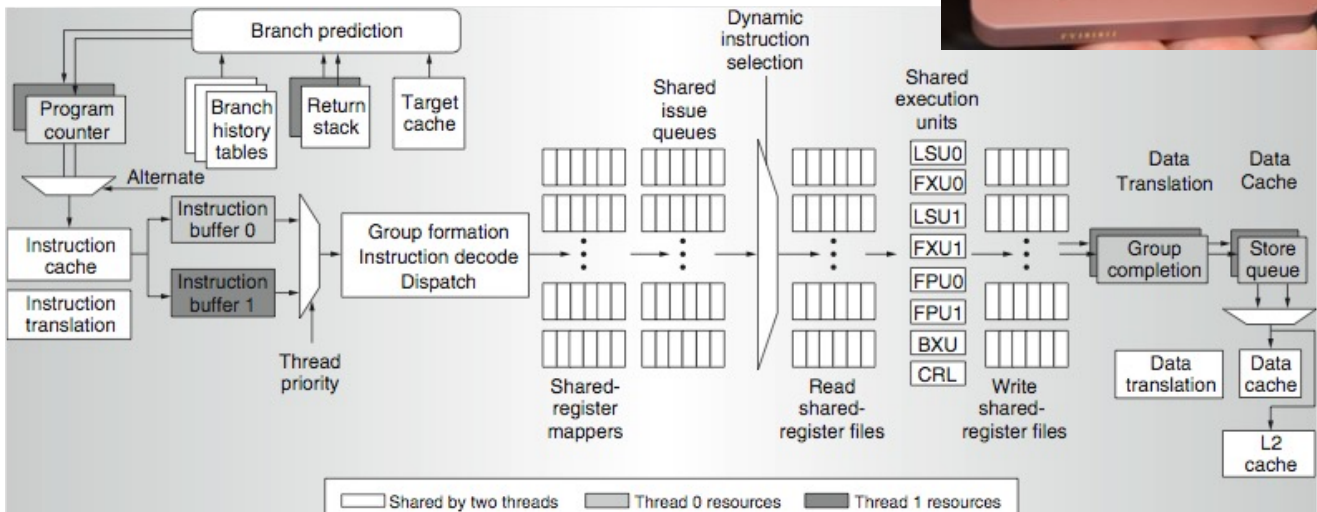 Branch prediction
Program
counter
Branch
history
tables
Return
stack
Target
cache
Alternate
Instruction
cache
Instruction
translation
Instruction
buffer 0
Instruction
buffer 1
Thread
priority
Group formation
Instruction decode
Dispatch
Shared-
register
mappers
Shared
issue
queues
Dynamic
instruction
selection
Read
shared-
register files
Shared
execution
units
LSU0
FXU0
LSU1
FXU1
FPU0
FPU1
BXU
CRL
Write
shared-
register files
Data
Translation
Group
completion
Data
Cache
Store
queue
Data
translation
Data
cache
L2
cache
Shared by two threads
Thread 0 resources
Thread 1 resources